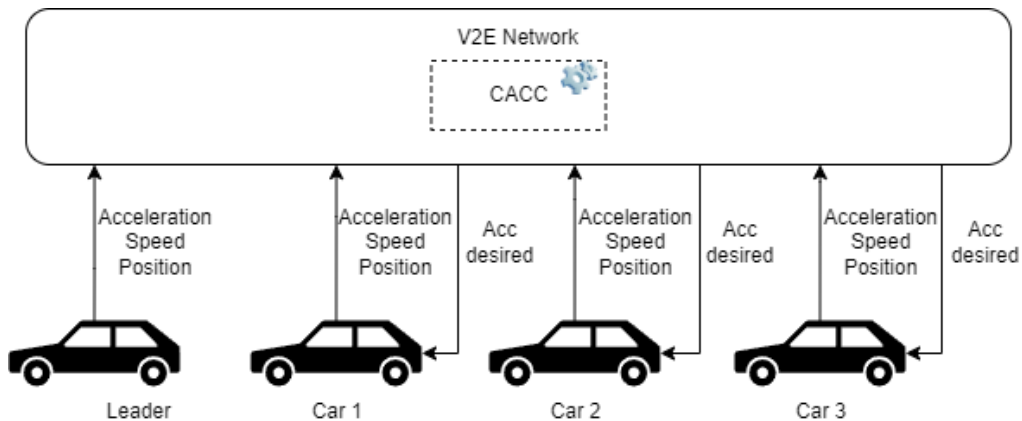 V2E Network
CACC
Acceleration
Speed
Position
Acceleration
Speed
Position
Acc
desired
Acceleration
Speed
Position
Acc
desired
Acceleration
Speed
Position
Acc
desired
Leader
Car 1
Car 2
Car 3